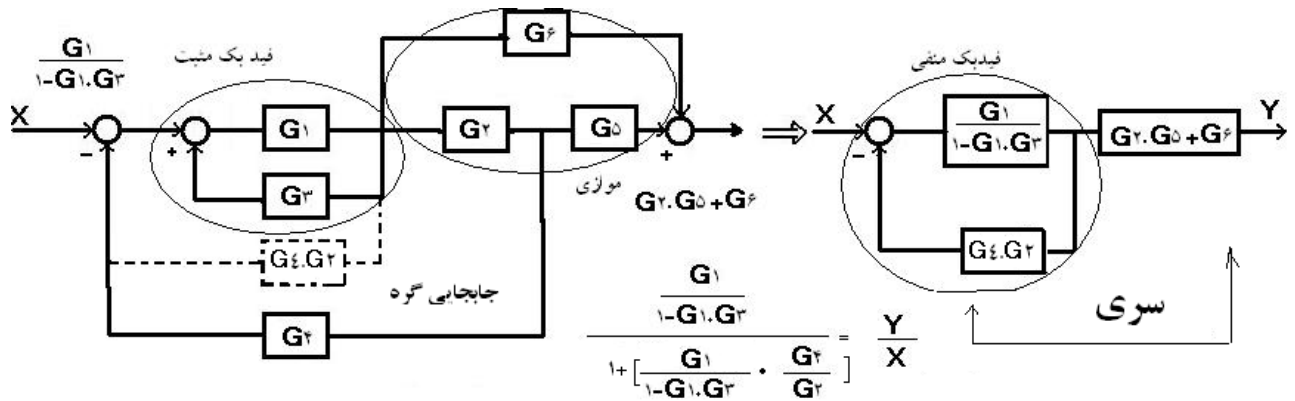 G۱
۱-G۱.G۳
فید بک مثبت
G۶
فیدبک منفی
X
G۱
G۲
G۵
X
G۱
۱-G۱.G۳
G۲.G۵+G۶
Y
-
+
+
-
G۳
موازی
G۲.G۵+G۶
G٤.G۲
G٤.G۲
جابجایی گره
G۴
سری
G۱
۱-G۱.G۳
۱+[
G۱
۱-G۱.G۳
.
G۴
G۲
]
=
Y
X